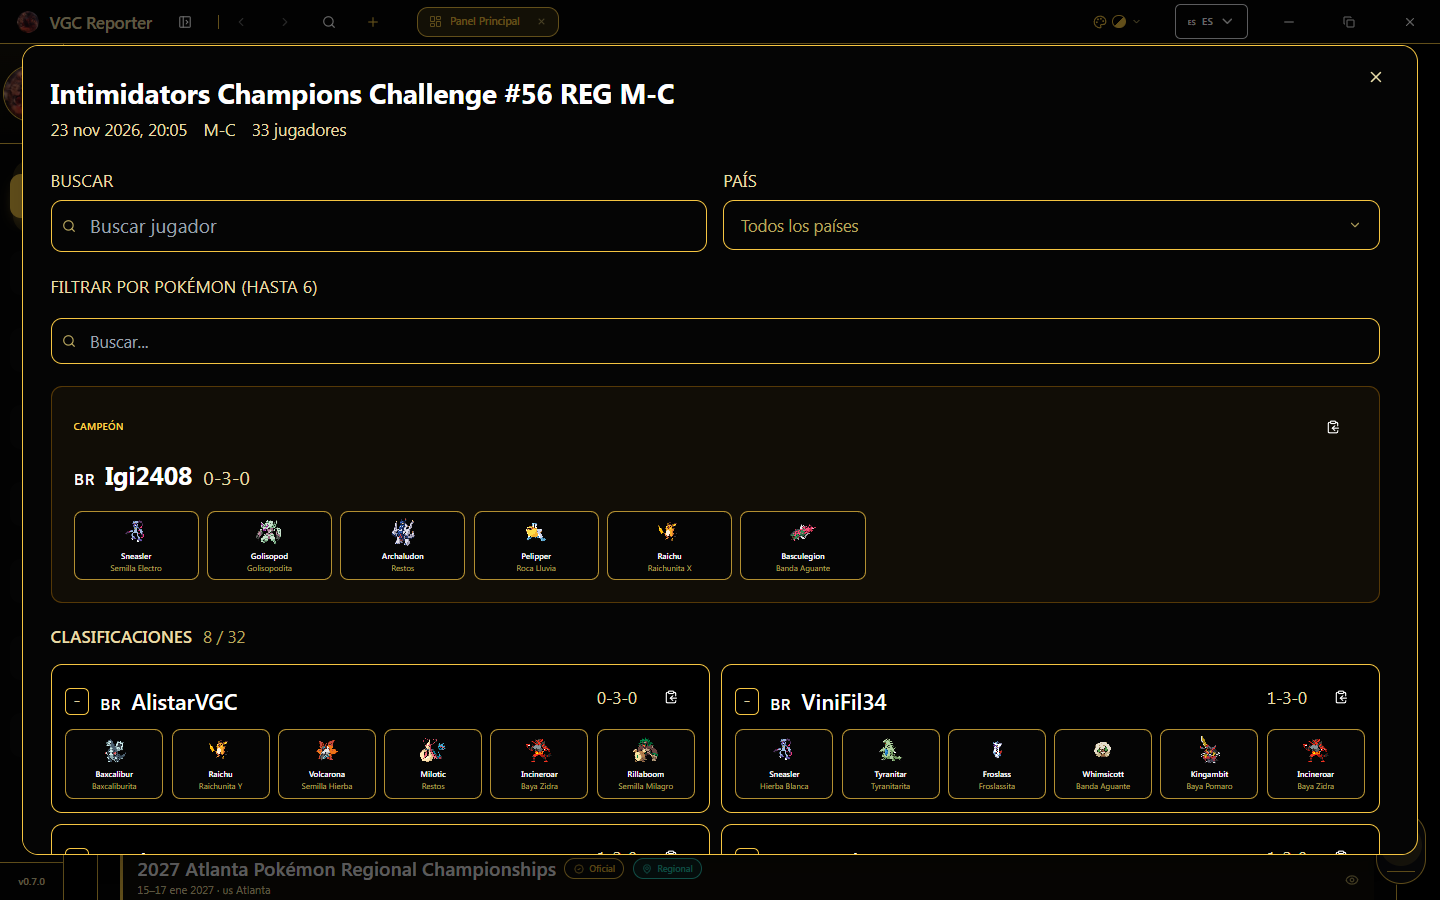 VGC Reporter
Panel Principal
ES ES
Intimidators Champions Challenge #56 REG M-C
23 nov 2026, 20:05 M-C 33 jugadores
BUSCAR
PAÍS
Buscar jugador
Todos los países
FILTRAR POR POKÉMON (HASTA 6)
Buscar...
CAMPEÓN
BR Igi2408 0-3-0
Sneasler
Semilla Electro
Golisopod
Golisopodita
Archaludon
Restos
Pelipper
Roca Lluvia
Raichu
Raichunita X
Basculegion
Banda Aguante
CLASIFICACIONES 8 / 32
- BR AlistarVGC 0-3-0
Baxcalibur
Baxcaliburita
Raichu
Raichunita Y
Volcarona
Semilla Hierba
Milotic
Restos
Incineroar
Baya Zidra
Rillaboom
Semilla Milagro
- BR ViniFil34 1-3-0
Sneasler
Hierba Blanca
Tyranitar
Tyranitarita
Froslass
Froslassita
Whimsicott
Banda Aguante
Kingambit
Baya Pomaro
Incineroar
Baya Zidra
v0.7.0
2027 Atlanta Pokémon Regional Championships
Oficial
Regional
15–17 ene 2027 · us Atlanta